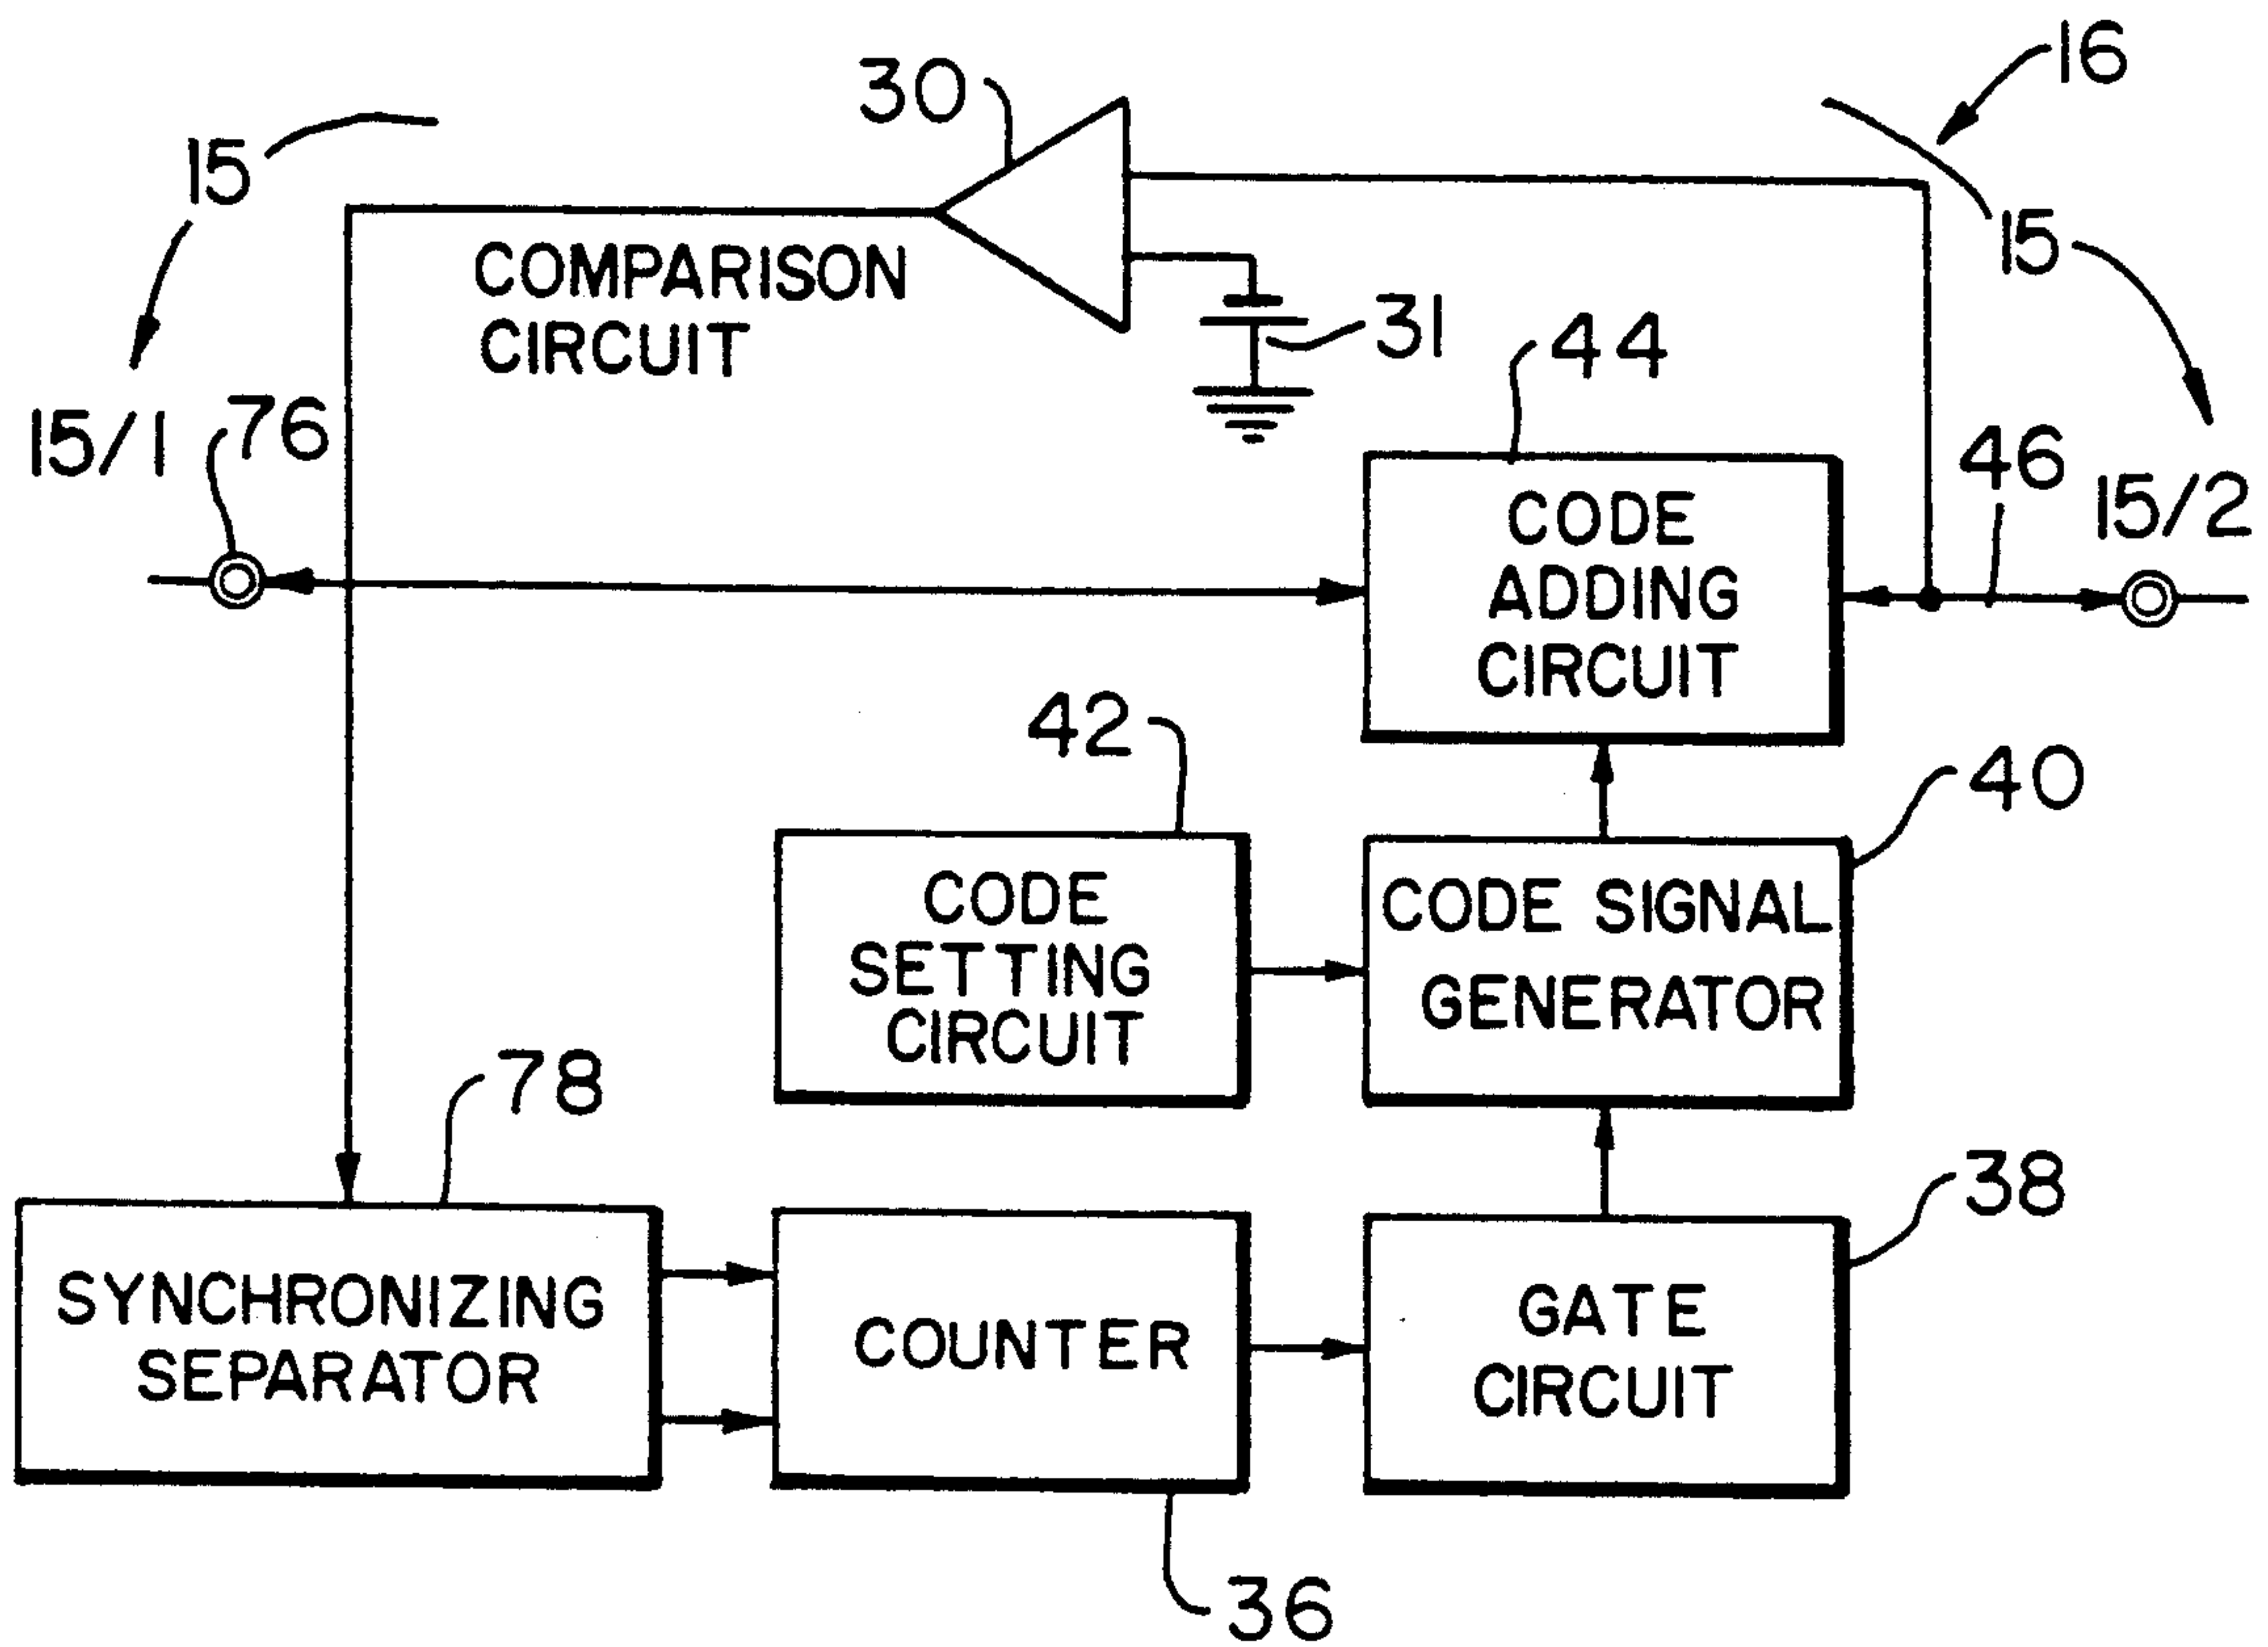 16
30
15
15
COMPARISON
CIRCUIT
31
44
15/1
76
46
15/2
CODE
ADDING
CIRCUIT
42
40
CODE
SETTING
CIRCUIT
CODE SIGNAL
GENERATOR
78
38
SYNCHRONIZING
SEPARATOR
COUNTER
GATE
CIRCUIT
36